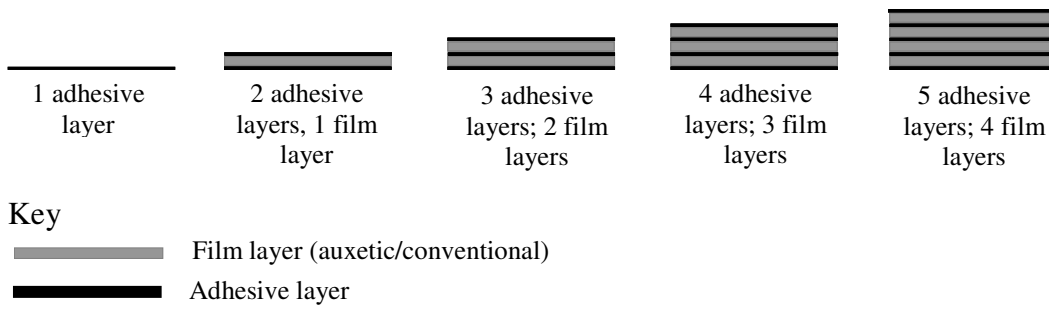 1 adhesive
layer
2 adhesive
layers, 1 film
layer
3 adhesive
layers; 2 film
layers
4 adhesive
layers; 3 film
layers
5 adhesive
layers; 4 film
layers
Key
Film layer (auxetic/conventional)
Adhesive layer